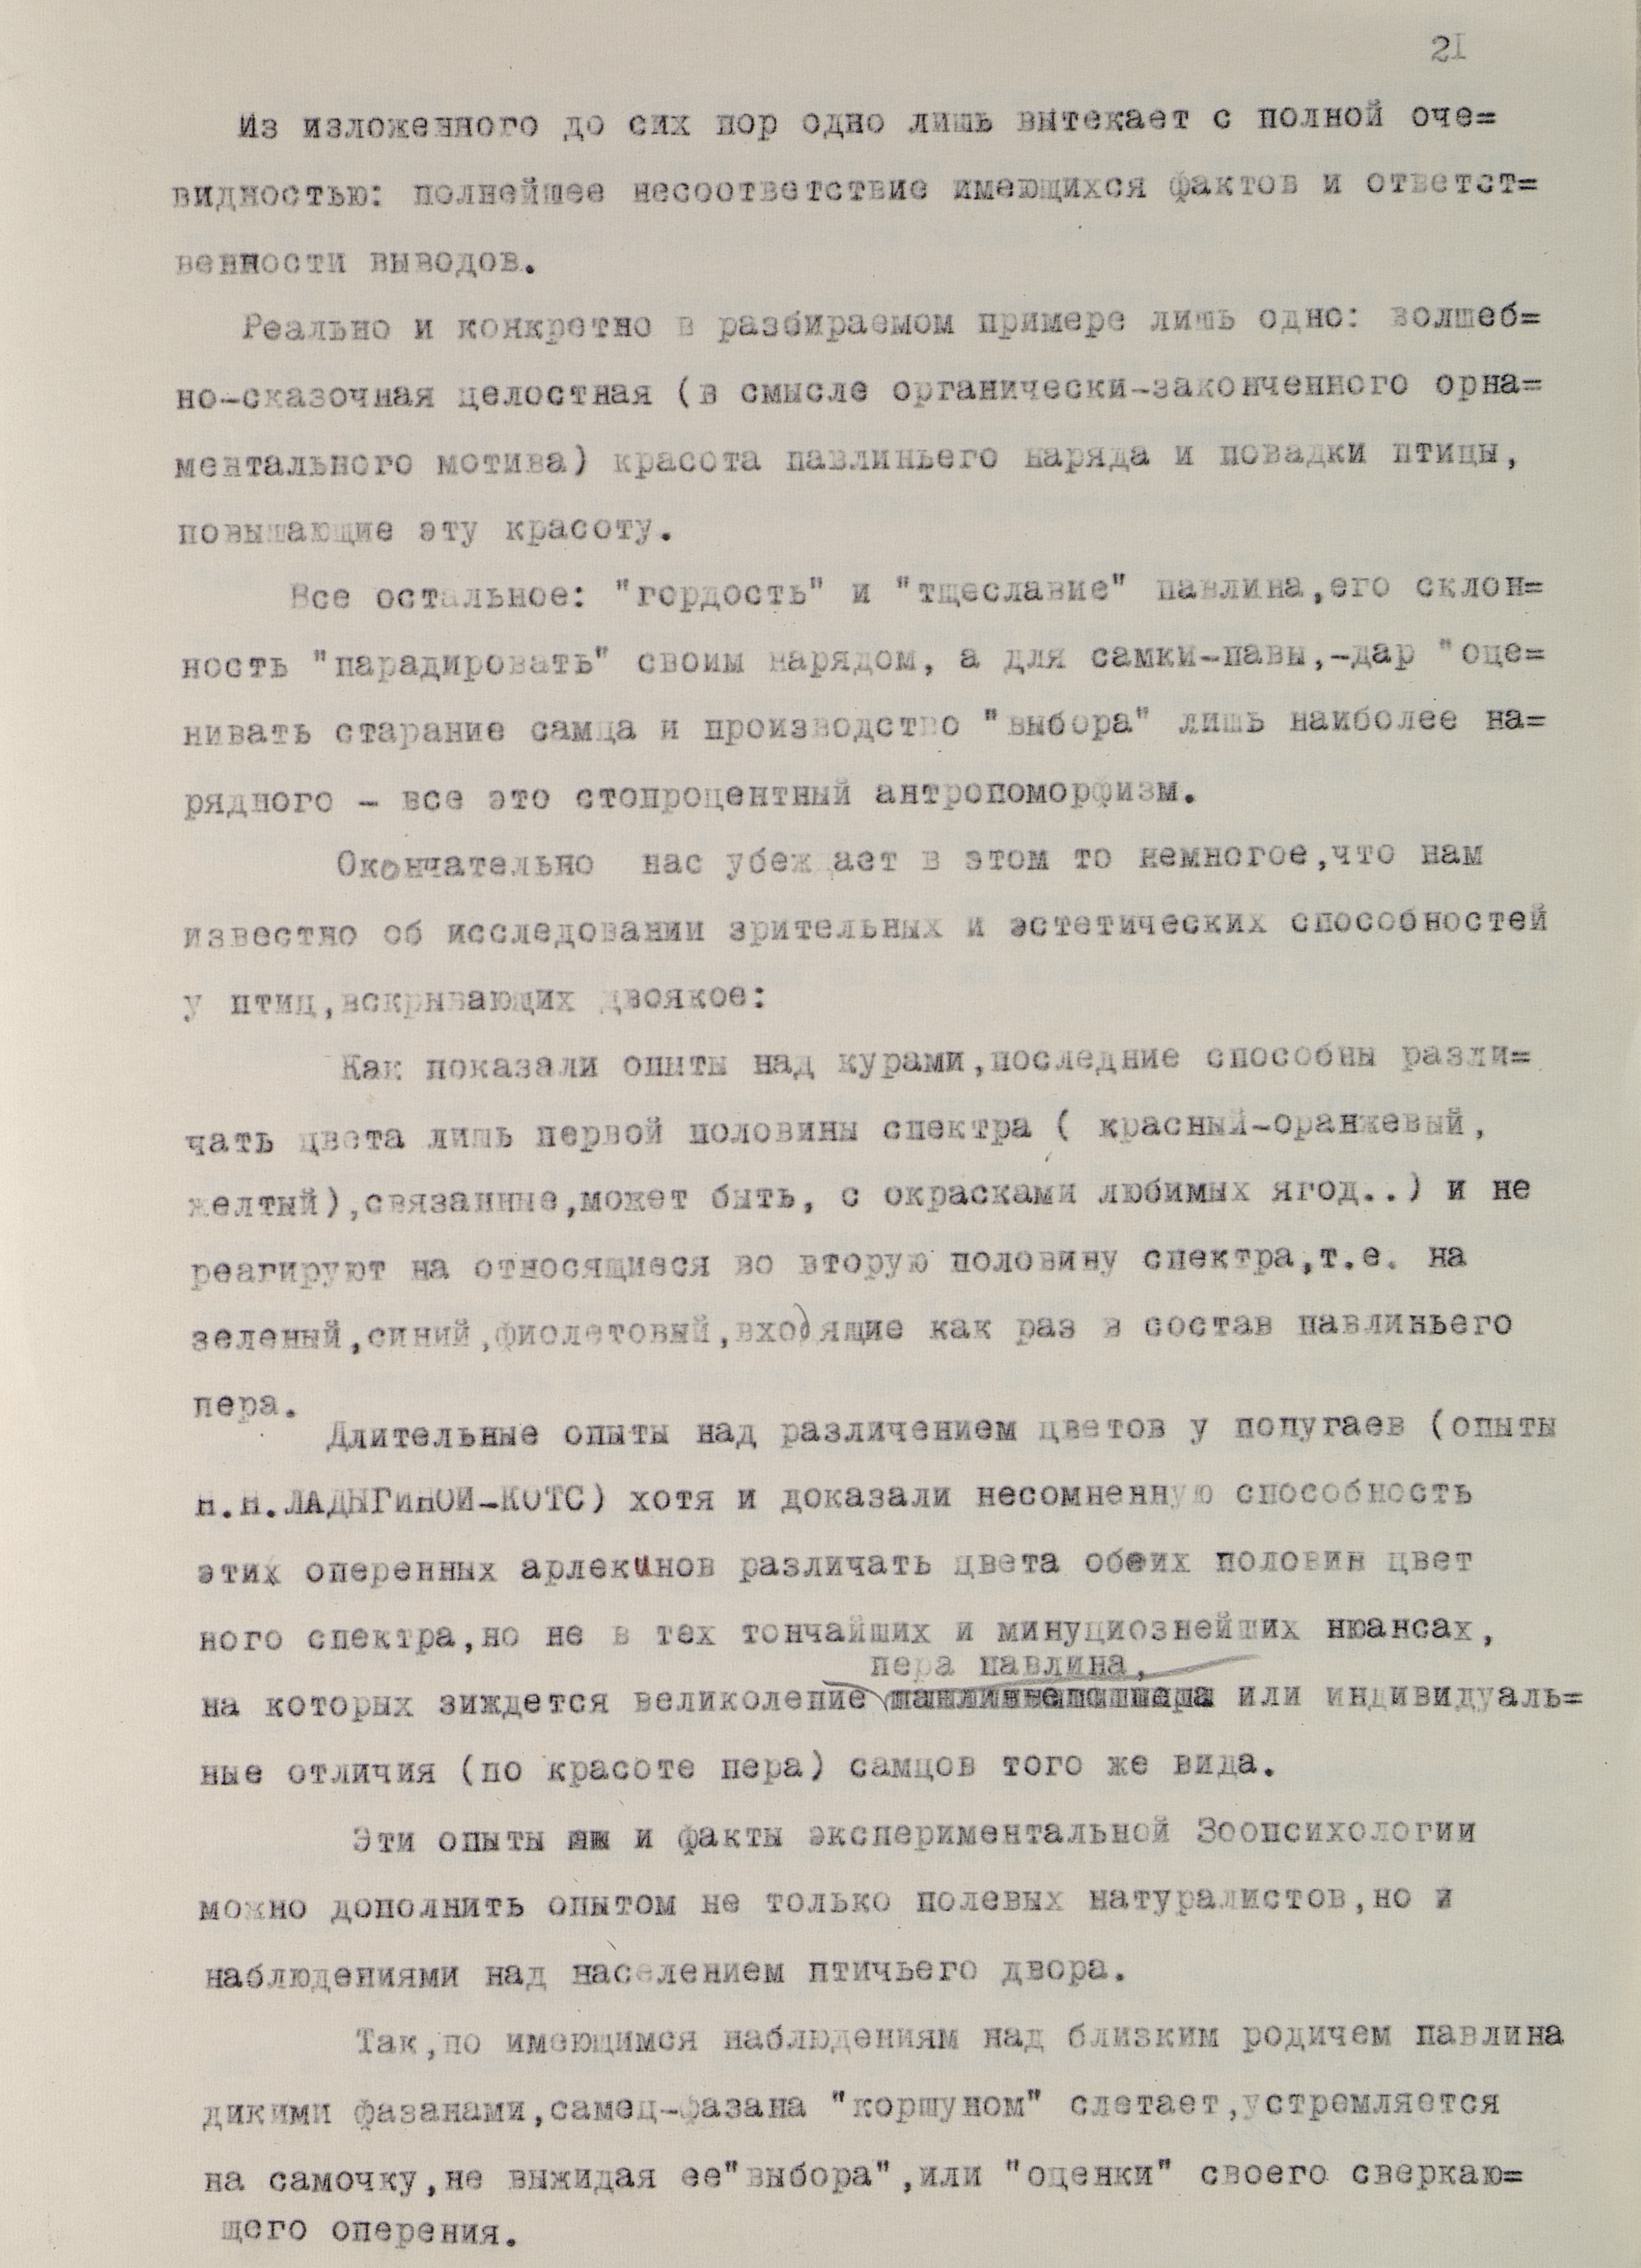 21
Из изложенного до сих пор одно лишь вытекает с полной оче=
видностью: полнейшее несоответствие имеющихся фактов и ответст=
венности выводов.
Реально и конкретно в разбираемом примере лишь одно: волшеб=
но-сказочная целостная (в смысле органически-законченного орна=
ментального мотива) красота павлиньего наряда и повадки птицы,
повышающие эту красоту.
Все остальное: "гордость" и "тщеславие" павлина,его склон=
ность "парадировать" своим нарядом, а для самки-павы,-дар "оце=
нивать старание самца и производство "выбора" лишь наиболее на=
рядного - все это стопроцентный антропоморфизм.
Окончательно нас убеждает в этом то немногое,что нам
известно об исследовании зрительных и эстетических способностей
у птиц,вскрывающих двоякое:
Как показали опыты над курами,последние способны разли=
чать цвета лишь первой половины спектра ( красный-оранжевый,
желтый),связанные,может быть, с окрасками любимых ягод..) и не
реагируют на относящиеся во вторую половину спектра,т.е. на
зеленый,синий,фиолетовый,входящие как раз в состав павлиньего
пера.
Длительные опыты над различением цветов у попугаев (опыты
Н.Н.ЛАДЫГИНОЙ-КОТС) хотя и доказали несомненную способность
этих оперенных арлекинов различать цвета обеих половин цвет
ного спектра,но не в тех тончайших и минуциознейших нюансах,
пера павлина,
на которых зиждется великолепие или индивидуаль=
ные отличия (по красоте пера) самцов того же вида.
Эти опыты и факты экспериментальной Зоопсихологии
можно дополнить опытом не только полевых натуралистов,но и
наблюдениями над населением птичьего двора.
Так,по имеющимся наблюдениям над близким родичем павлина
дикими фазанами,самец-фазана "коршуном" слетает,устремляется
на самочку,не выжидая ее"выбора",или "оценки" своего сверкаю=
щего оперения.